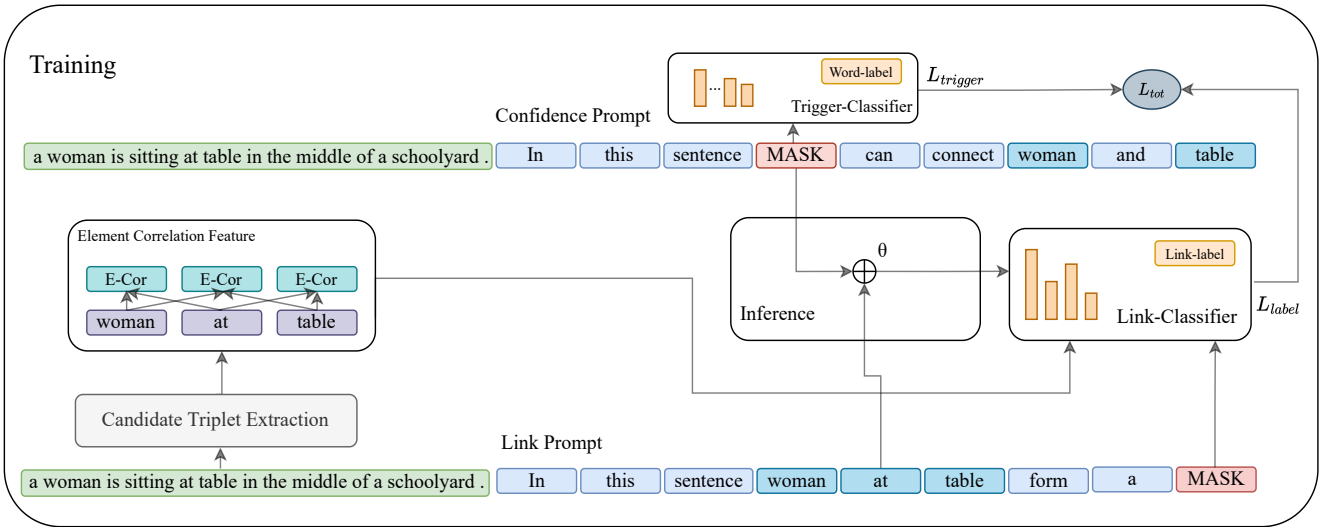 Training
Word-label
...
Trigger-Classifier
L_trigger
L_tot
Confidence Prompt
a woman is sitting at table in the middle of a schoolyard . In this sentence MASK can connect woman and table
Element Correlation Feature
E-Cor E-Cor E-Cor
woman at table
θ
Inference
Link-label
Link-Classifier
L_label
Candidate Triplet Extraction
Link Prompt
a woman is sitting at table in the middle of a schoolyard . In this sentence woman at table form a MASK